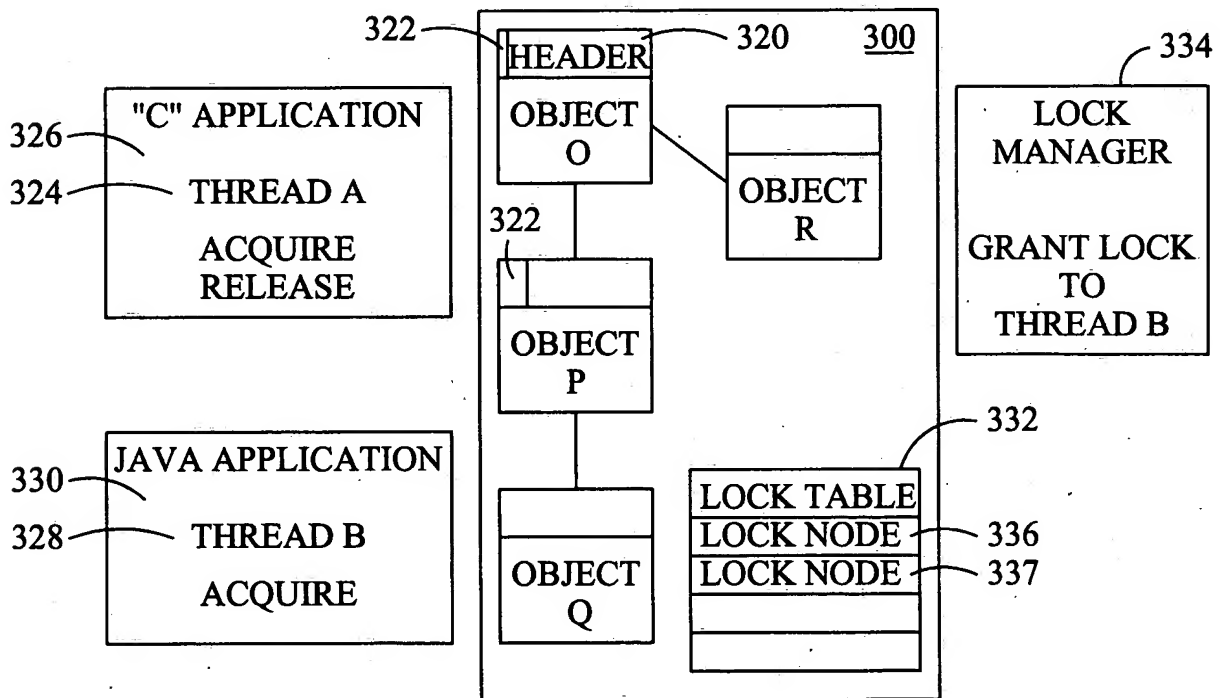 322
HEADER
320
300
334
"C" APPLICATION
326
324
THREAD A
ACQUIRE
RELEASE
OBJECT
O
OBJECT
R
LOCK
MANAGER
GRANT LOCK
TO
THREAD B
322
OBJECT
P
332
JAVA APPLICATION
330
328
THREAD B
ACQUIRE
OBJECT
Q
LOCK TABLE
LOCK NODE
336
LOCK NODE
337